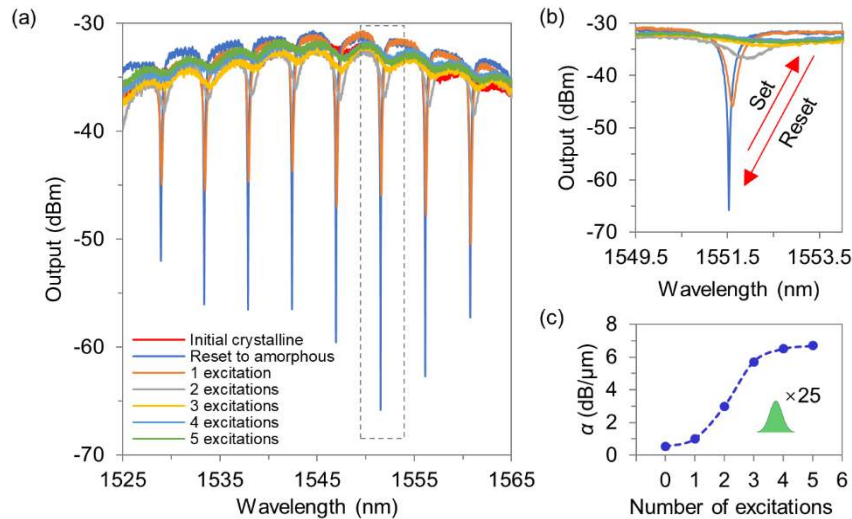 (a)
-30
-40
-50
-60
-70
Output (dBm)
1525
1535
1545
1555
1565
Wavelength (nm)
Initial crystalline
Reset to amorphous
1 excitation
2 excitations
3 excitations
4 excitations
5 excitations
(b)
-30
-40
-50
-60
-70
Output (dBm)
Set
Reset
1549.5
1551.5
1553.5
Wavelength (nm)
(c)
8
6
4
2
0
α (dB/μm)
×25
0 1 2 3 4 5 6
Number of excitations